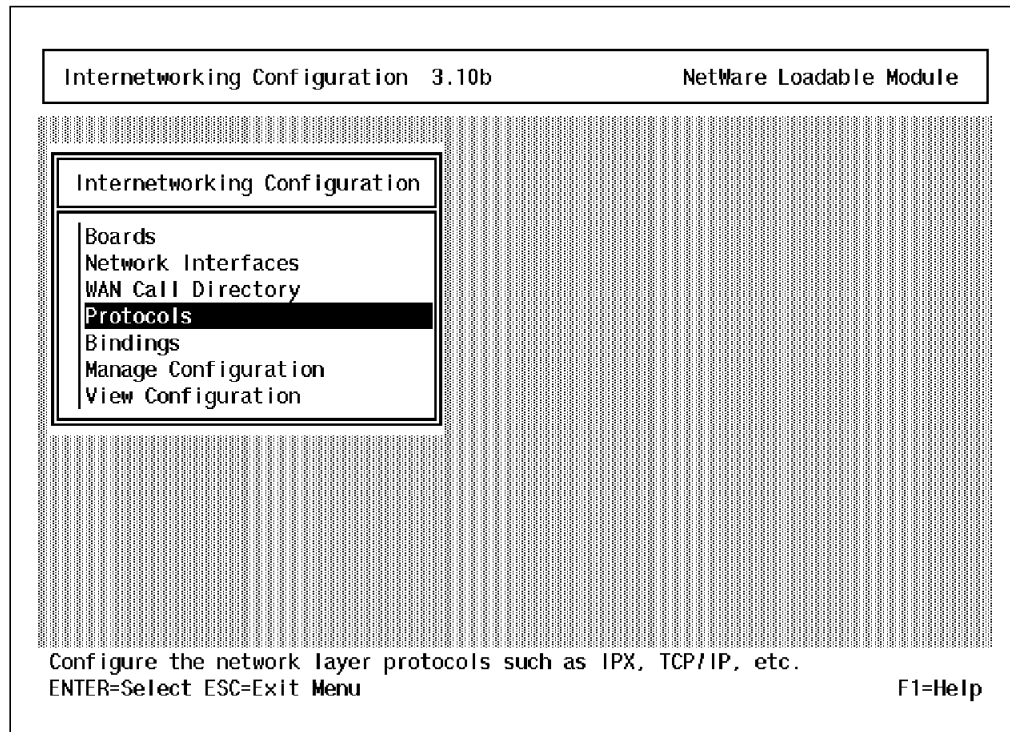 Internetworking Configuration 3.10b NetWare Loadable Module
Internetworking Configuration
Boards
Network Interfaces
WAN Call Directory
Protocols
Bindings
Manage Configuration
View Configuration
Configure the network layer protocols such as IPX, TCP/IP, etc.
ENTER=Select ESC=Exit Menu F1=Help